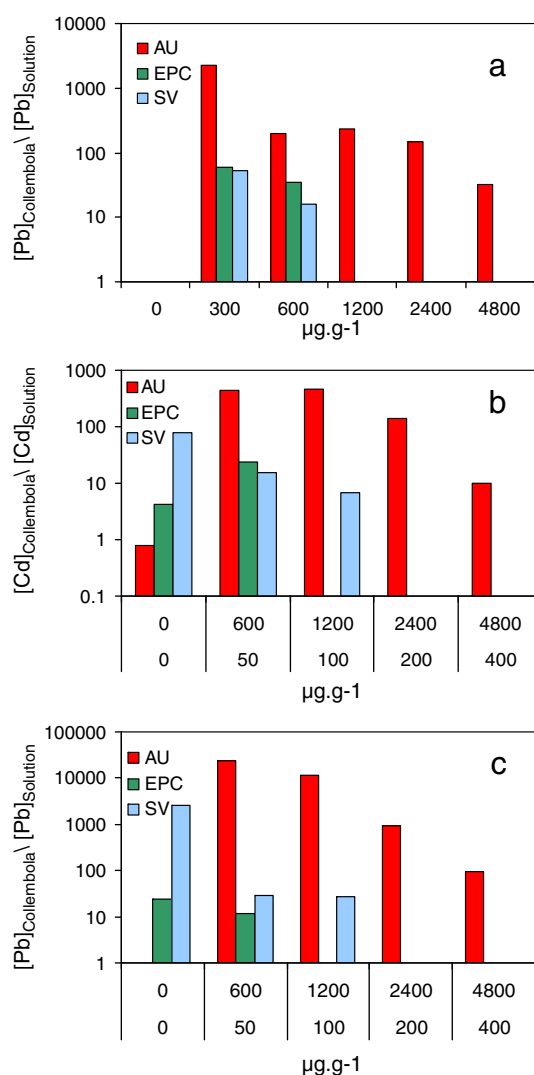 [Pb]Collembola\ [Pb]Solution
10000
1000
100
10
1
AU
EPC
SV
a
0 300 600 1200 2400 4800
µg.g-1
[Cd]Collembola\ [Cd]Solution
1000
100
10
1
0.1
AU
EPC
SV
b
0 600 1200 2400 4800
0 50 100 200 400
µg.g-1
[Pb]Collembola\ [Pb]Solution
100000
10000
1000
100
10
1
AU
EPC
SV
c
0 600 1200 2400 4800
0 50 100 200 400
µg.g-1